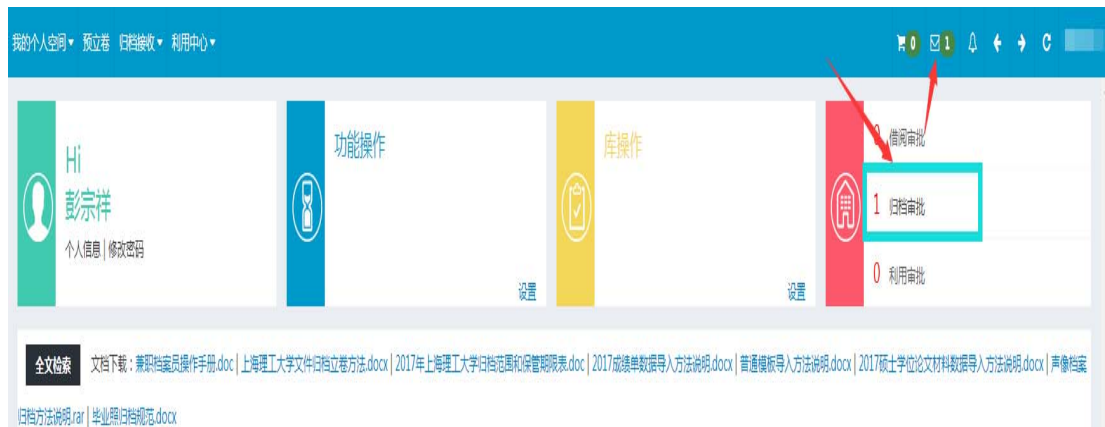 我的个人空间 预立卷 归档接收 利用中心 0 1
Hi
彭宗祥
个人信息 | 修改密码
功能操作
设置
库操作
设置
0 借阅审批
1 归档审批
0 利用审批
全文检索 文档下载：兼职档案员操作手册.doc | 上海理工大学文件归档立卷方法.docx | 2017年上海理工大学归档范围和保管期限表.doc | 2017成绩单数据导入方法说明.docx | 普通模板导入方法说明.docx | 2017硕士学位论文材料数据导入方法说明.docx | 声像档案
归档方法说明.rar | 毕业照归档规范.docx